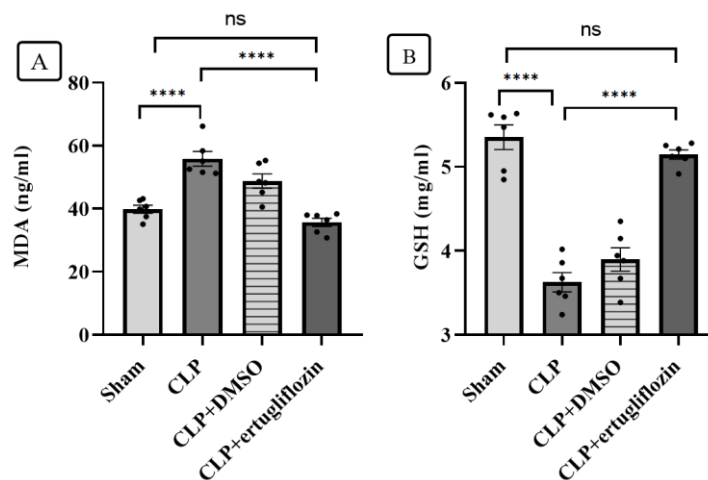 A
ns
****
****
MDA (ng/ml)
80
60
40
20
0
Sham
CLP
CLP+DMSO
CLP+ertugliflozin
B
ns
****
****
GSH (mg/ml)
6
5
4
3
Sham
CLP
CLP+DMSO
CLP+ertugliflozin